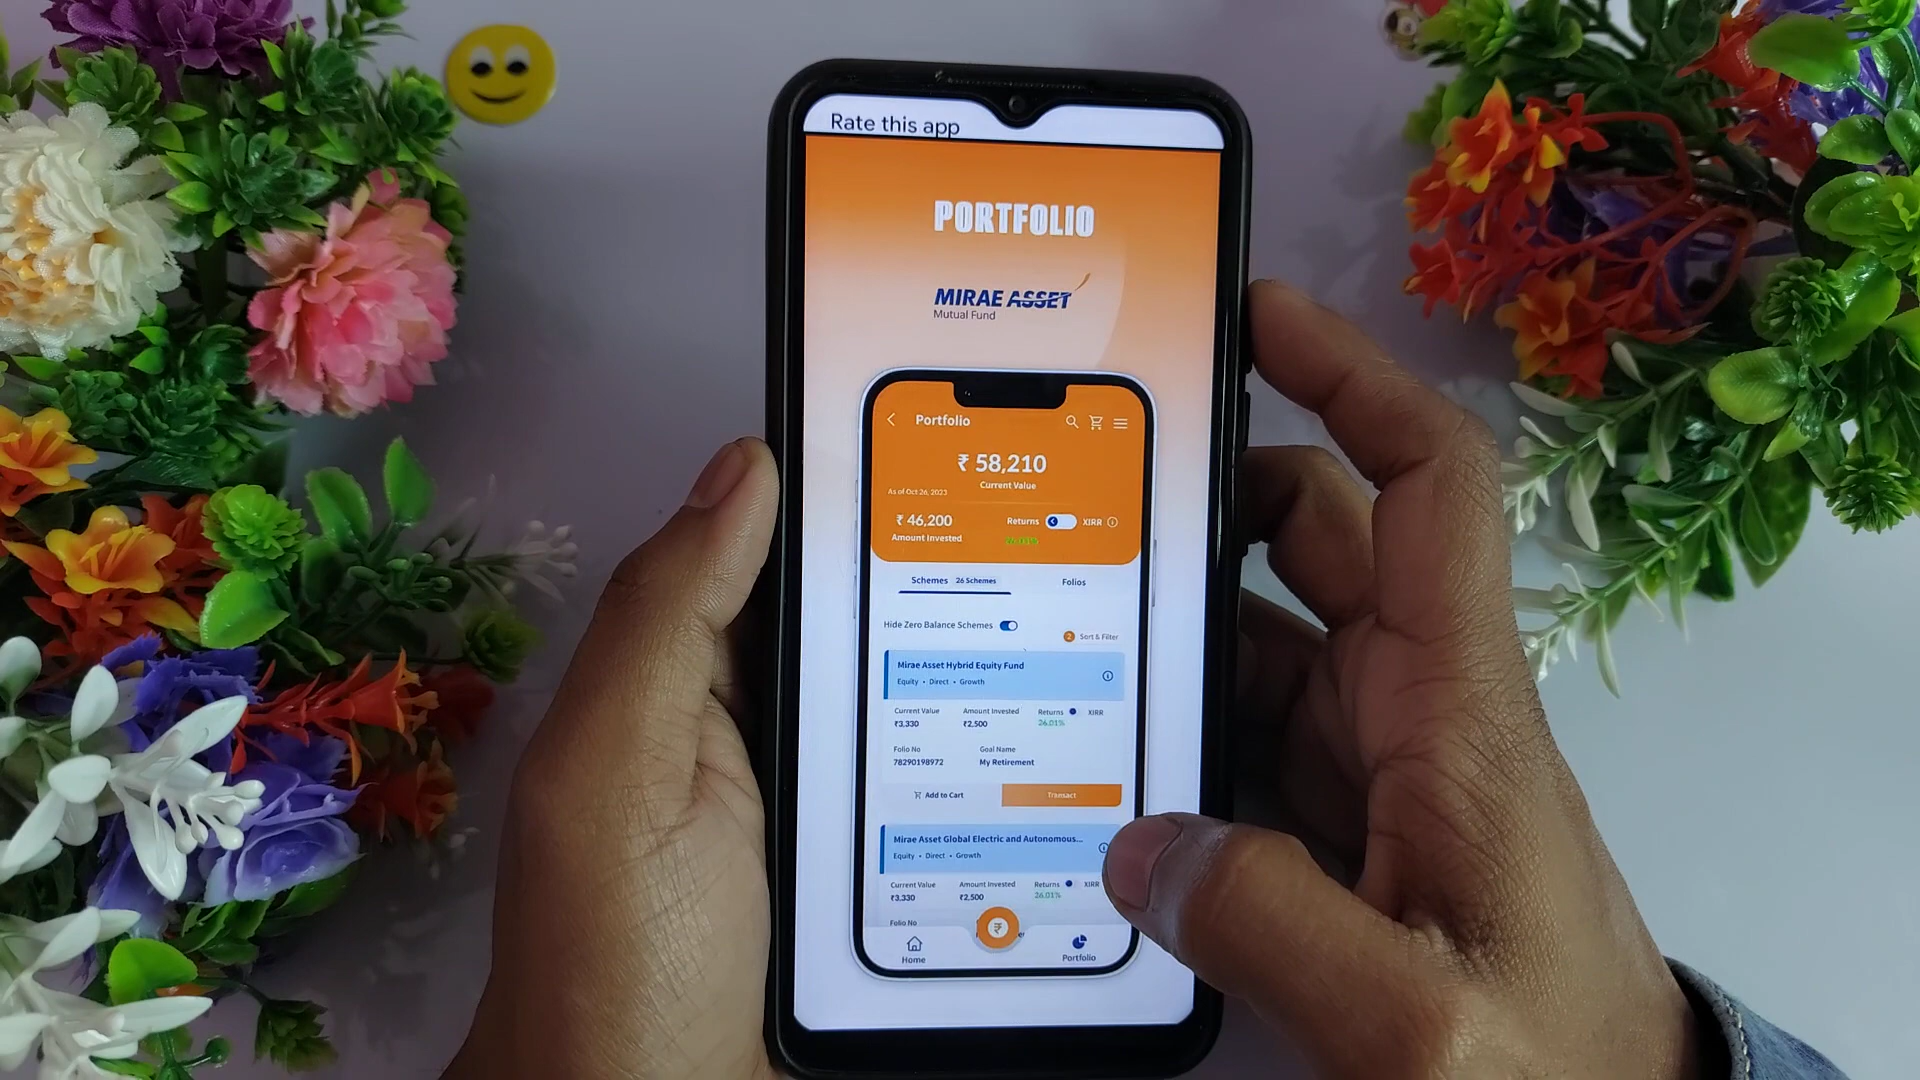 Rate this app
PORTFOLIO
MIRAE ASSET
Mutual Fund
Portfolio
₹ 58,210
Current Value
As of Oct 26, 2023
₹ 46,200
Returns XIRR
Amount Invested
Schemes 26 Schemes Folios
Hide Zero Balance Schemes
2 Sort & Filter
Mirae Asset Hybrid Equity Fund
Equity • Direct • Growth
Current Value Amount Invested Returns XIRR
₹3,330 ₹2,500 26.01%
Folio No Goal Name
78290198972 My Retirement
Add to Cart Transact
Mirae Asset Global Electric and Autonomous...
Equity • Direct • Growth
Current Value Amount Invested Returns XIRR
₹3,330 ₹2,500 26.01%
Folio No
₹
Home Portfolio